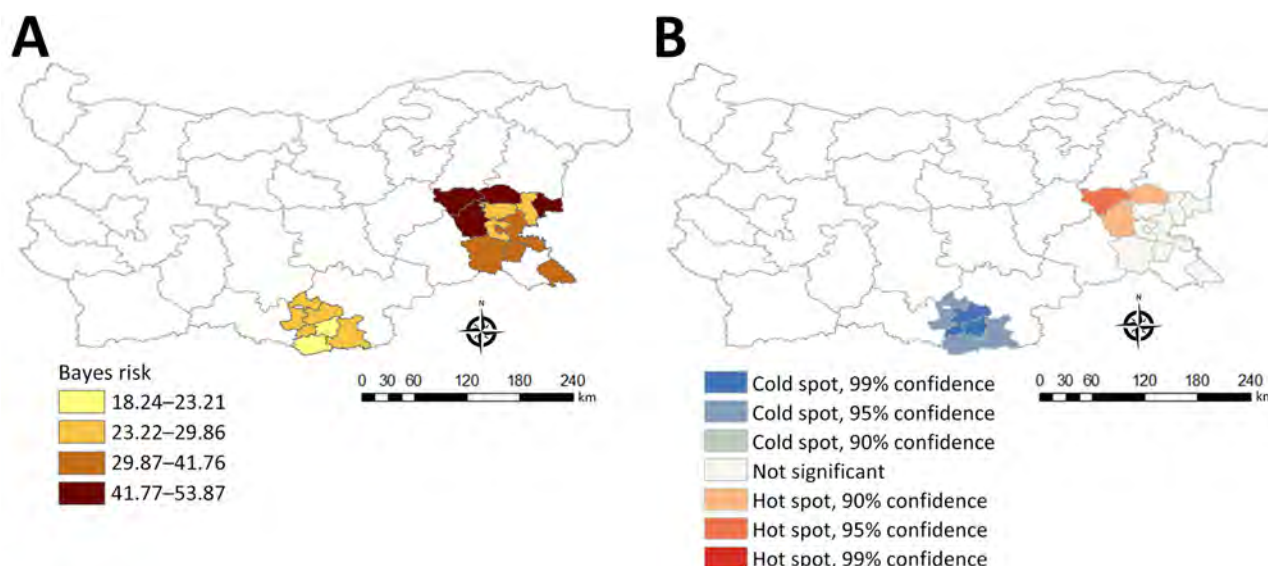 A
N
Bayes risk
18.24–23.21
23.22–29.86
29.87–41.76
41.77–53.87
0 30 60 120 180 240
km
B
N
Cold spot, 99% confidence
Cold spot, 95% confidence
Cold spot, 90% confidence
Not significant
Hot spot, 90% confidence
Hot spot, 95% confidence
Hot spot, 99% confidence
0 30 60 120 180 240
km